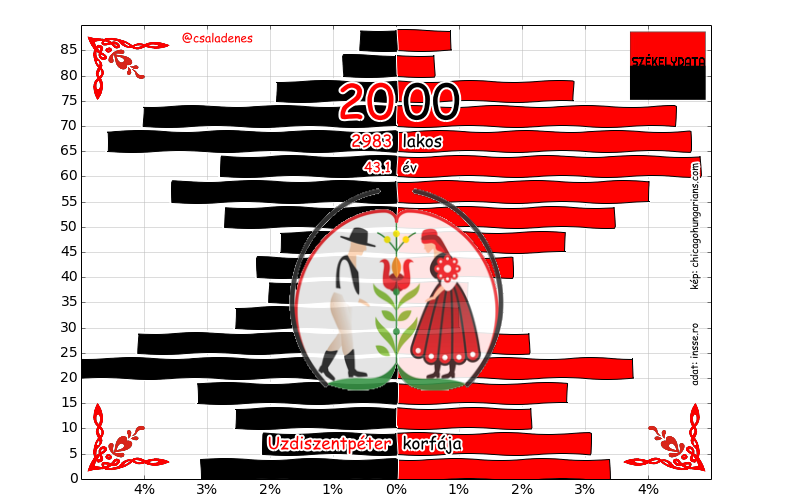 @csaladenes
SZÉKELYDATA
2000
2983 lakos
43.1 év
kép: chicagohungarians.com
adat: insse.ro
Uzdiszentpéter korfája
85
80
75
70
65
60
55
50
45
40
35
30
25
20
15
10
5
0
4% 3% 2% 1% 0% 1% 2% 3% 4%